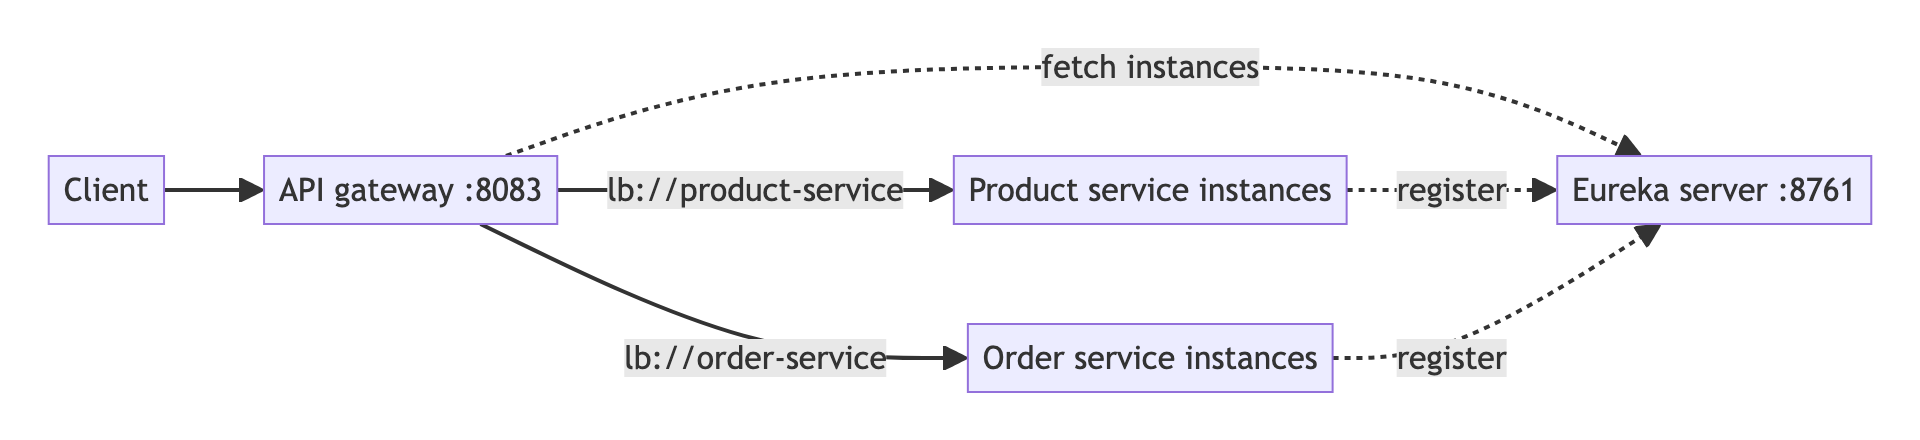 fetch instances
Client
API gateway :8083
lb://product-service
Product service instances
register
Eureka server :8761
lb://order-service
Order service instances
register